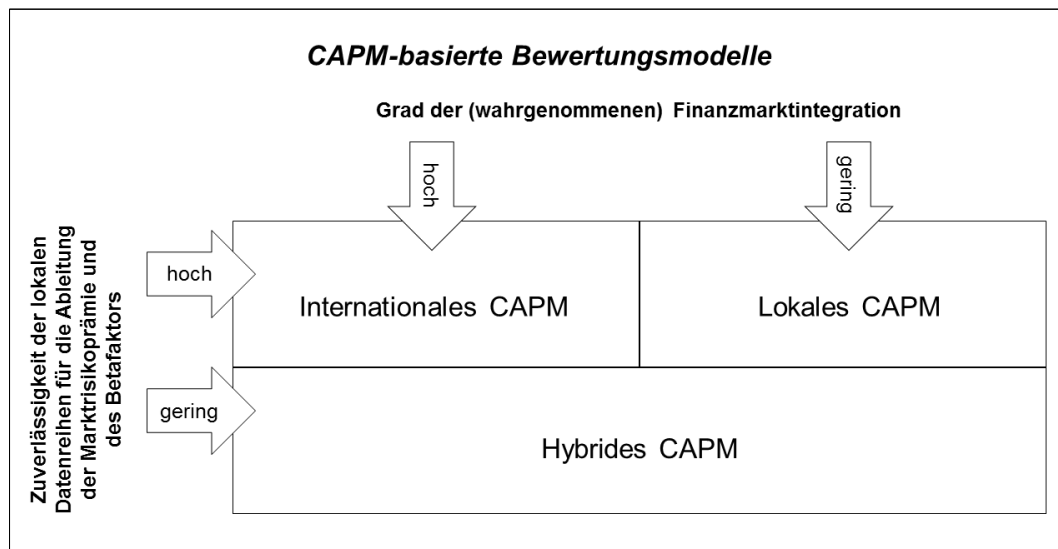 CAPM-basierte Bewertungsmodelle
Grad der (wahrgenommenen) Finanzmarktintegration
hoch
gering
Zuverlässigkeit der lokalen
Datenreihen für die Ableitung
der Marktrisikoprämie und
des Betafaktors
hoch
Internationales CAPM
Lokales CAPM
gering
Hybrides CAPM